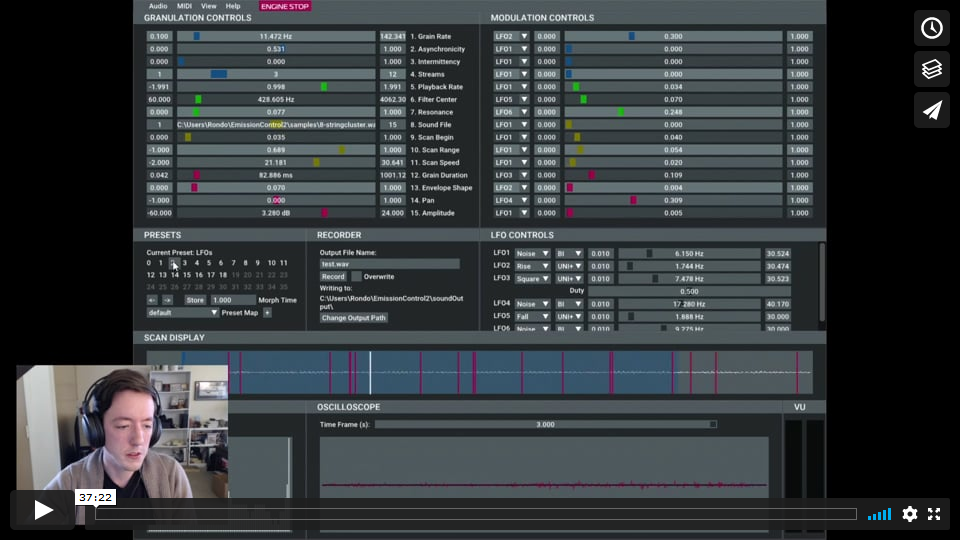 Audio MIDI View Help ENGINE STOP
GRANULATION CONTROLS MODULATION CONTROLS
0.100 11.472 Hz 142.341 1. Grain Rate LFO2 0.000 0.300 1.000
0.000 0.531 1.000 2. Asynchronicity LFO1 0.000 0.000 1.000
0.000 0.000 1.000 3. Intermittency LFO1 0.000 0.000 1.000
1 3 12 4. Streams LFO1 0.000 0.000 1.000
-1.991 0.998 1.991 5. Playback Rate LFO1 0.000 0.034 1.000
60.000 428.605 Hz 4062.30 6. Filter Center LFO5 0.000 0.070 1.000
0.000 0.077 1.000 7. Resonance LFO6 0.000 0.248 1.000
1 C:\Users\Rondo\EmissionControl2\samples\8-stringcluster.wa 15 8. Sound File LFO1 0.000 0.000 1.000
0.000 0.035 1.000 9. Scan Begin LFO1 0.000 0.040 1.000
-1.000 0.689 1.000 10. Scan Range LFO1 0.000 0.054 1.000
-2.000 21.181 30.641 11. Scan Speed LFO1 0.000 0.020 1.000
0.042 82.886 ms 1001.12 12. Grain Duration LFO3 0.000 0.109 1.000
0.000 0.070 1.000 13. Envelope Shape LFO2 0.000 0.004 1.000
-1.000 0.000 1.000 14. Pan LFO4 0.000 0.309 1.000
-60.000 3.280 dB 24.000 15. Amplitude LFO1 0.000 0.005 1.000
PRESETS RECORDER LFO CONTROLS
Current Preset: LFOs
0 1 2 3 4 5 6 7 8 9 10 11
12 13 14 15 16 17 18 19 20 21 22 23
24 25 26 27 28 29 30 31 32 33 34 35
<- -> Store 1.000 Morph Time
default Preset Map +
Output File Name:
test.wav
Record Overwrite
Writing to:
C:\Users\Rondo\EmissionControl2\soundOut
put\
Change Output Path
LFO1 Noise BI 0.010 6.150 Hz 30.524
LFO2 Rise UNI+ 0.010 1.744 Hz 30.474
LFO3 Square UNI+ 0.010 7.478 Hz 30.523
Duty 0.500
LFO4 Noise BI 0.010 17.280 Hz 40.170
LFO5 Fall UNI+ 0.010 1.888 Hz 30.000
LFO6 Noise BI 0.010 9.775 Hz 30.000
SCAN DISPLAY
OSCILLOSCOPE VU
Time Frame (s): 3.000
37:22